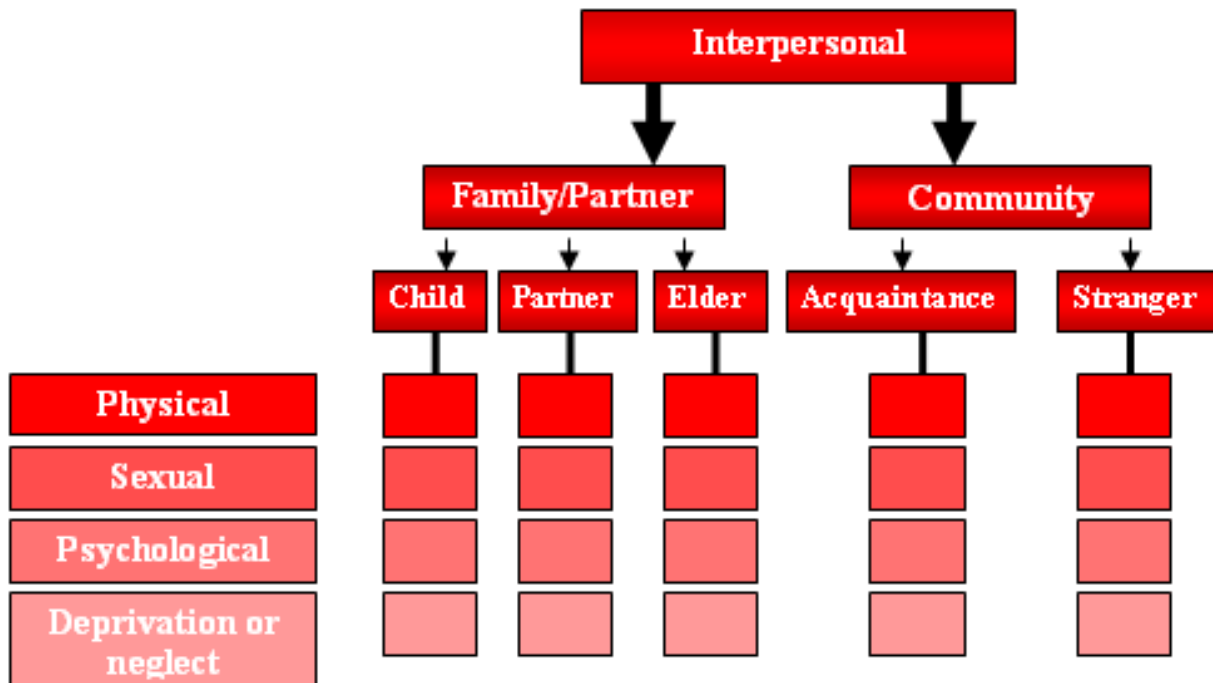 Interpersonal
Family/Partner
Community
Child
Partner
Elder
Acquaintance
Stranger
Physical
Sexual
Psychological
Deprivation or
neglect